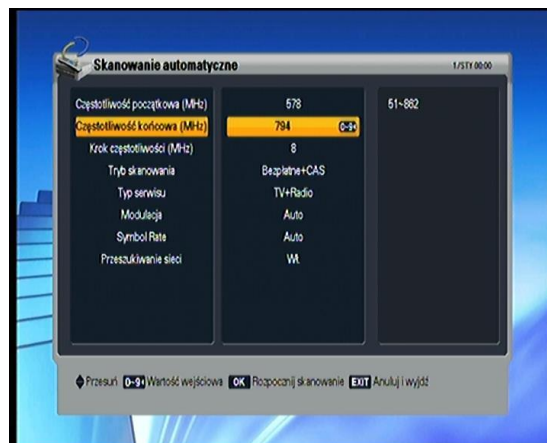 Skanowanie automatyczne 1/STY 00:00
Częstotliwość początkowa (MHz) 578 51~862
Częstotliwość końcowa (MHz) 794 0-9
Krok częstotliwości (MHz) 8
Tryb skanowania Bezpłatne+CAS
Typ serwisu TV+Radio
Modulacja Auto
Symbol Rate Auto
Przeszukiwanie sieci Wł.
Przesuń 0-9 Wartość wejściowa OK Rozpocznij skanowanie EXIT Anuluj i wyjdź